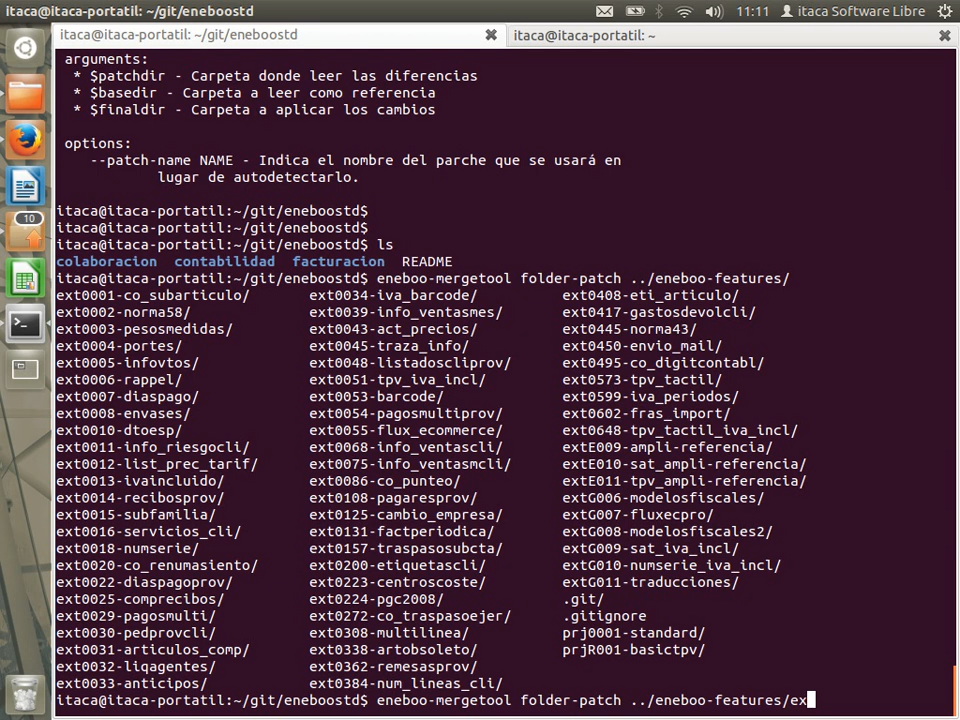 itaca@itaca-portatil: ~/git/eneboostd
11:11 itaca Software Libre
itaca@itaca-portatil: ~/git/eneboostd
itaca@itaca-portatil: ~
arguments:
* $patchdir - Carpeta donde leer las diferencias
* $basedir - Carpeta a leer como referencia
* $finaldir - Carpeta a aplicar los cambios
options:
--patch-name NAME - Indica el nombre del parche que se usará en
lugar de autodetectarlo.
itaca@itaca-portatil:~/git/eneboostd$
itaca@itaca-portatil:~/git/eneboostd$
itaca@itaca-portatil:~/git/eneboostd$ ls
colaboracion contabilidad facturacion README
itaca@itaca-portatil:~/git/eneboostd$ eneboo-mergetool folder-patch ../eneboo-features/
ext0001-co_subarticulo/ ext0034-iva_barcode/ ext0408-eti_articulo/
ext0002-norma58/ ext0039-info_ventasmes/ ext0417-gastosdevolcli/
ext0003-pesosmedidas/ ext0043-act_precios/ ext0445-norma43/
ext0004-portes/ ext0045-traza_info/ ext0450-envio_mail/
ext0005-infovtos/ ext0048-listadoscliprov/ ext0495-co_digitcontabl/
ext0006-rappel/ ext0051-tpv_iva_incl/ ext0573-tpv_tactil/
ext0007-diaspago/ ext0053-barcode/ ext0599-iva_periodos/
ext0008-envases/ ext0054-pagosmultiprov/ ext0602-fras_import/
ext0010-dtoesp/ ext0055-flux_ecommerce/ ext0648-tpv_tactil_iva_incl/
ext0011-info_riesgocli/ ext0068-info_ventascli/ extE009-ampli-referencia/
ext0012-list_prec_tarif/ ext0075-info_ventasmcli/ extE010-sat_ampli-referencia/
ext0013-ivaincluido/ ext0086-co_punteo/ extE011-tpv_ampli-referencia/
ext0014-recibosprov/ ext0108-pagaresprov/ extG006-modelosfiscales/
ext0015-subfamilia/ ext0125-cambio_empresa/ extG007-fluxecpro/
ext0016-servicios_cli/ ext0131-factperiodica/ extG008-modelosfiscales2/
ext0018-numserie/ ext0157-traspasosubcta/ extG009-sat_iva_incl/
ext0020-co_renumasiento/ ext0200-etiquetascli/ extG010-numserie_iva_incl/
ext0022-diaspagoprov/ ext0223-centroscoste/ extG011-traducciones/
ext0025-comprecibos/ ext0224-pgc2008/ .git/
ext0029-pagosmulti/ ext0272-co_traspasoejer/ .gitignore
ext0030-pedprovcli/ ext0308-multilinea/ prj0001-standard/
ext0031-articulos_comp/ ext0338-artobsoleto/ prjR001-basictpv/
ext0032-liqagentes/ ext0362-remesasprov/
ext0033-anticipos/ ext0384-num_lineas_cli/
itaca@itaca-portatil:~/git/eneboostd$ eneboo-mergetool folder-patch ../eneboo-features/ex
10